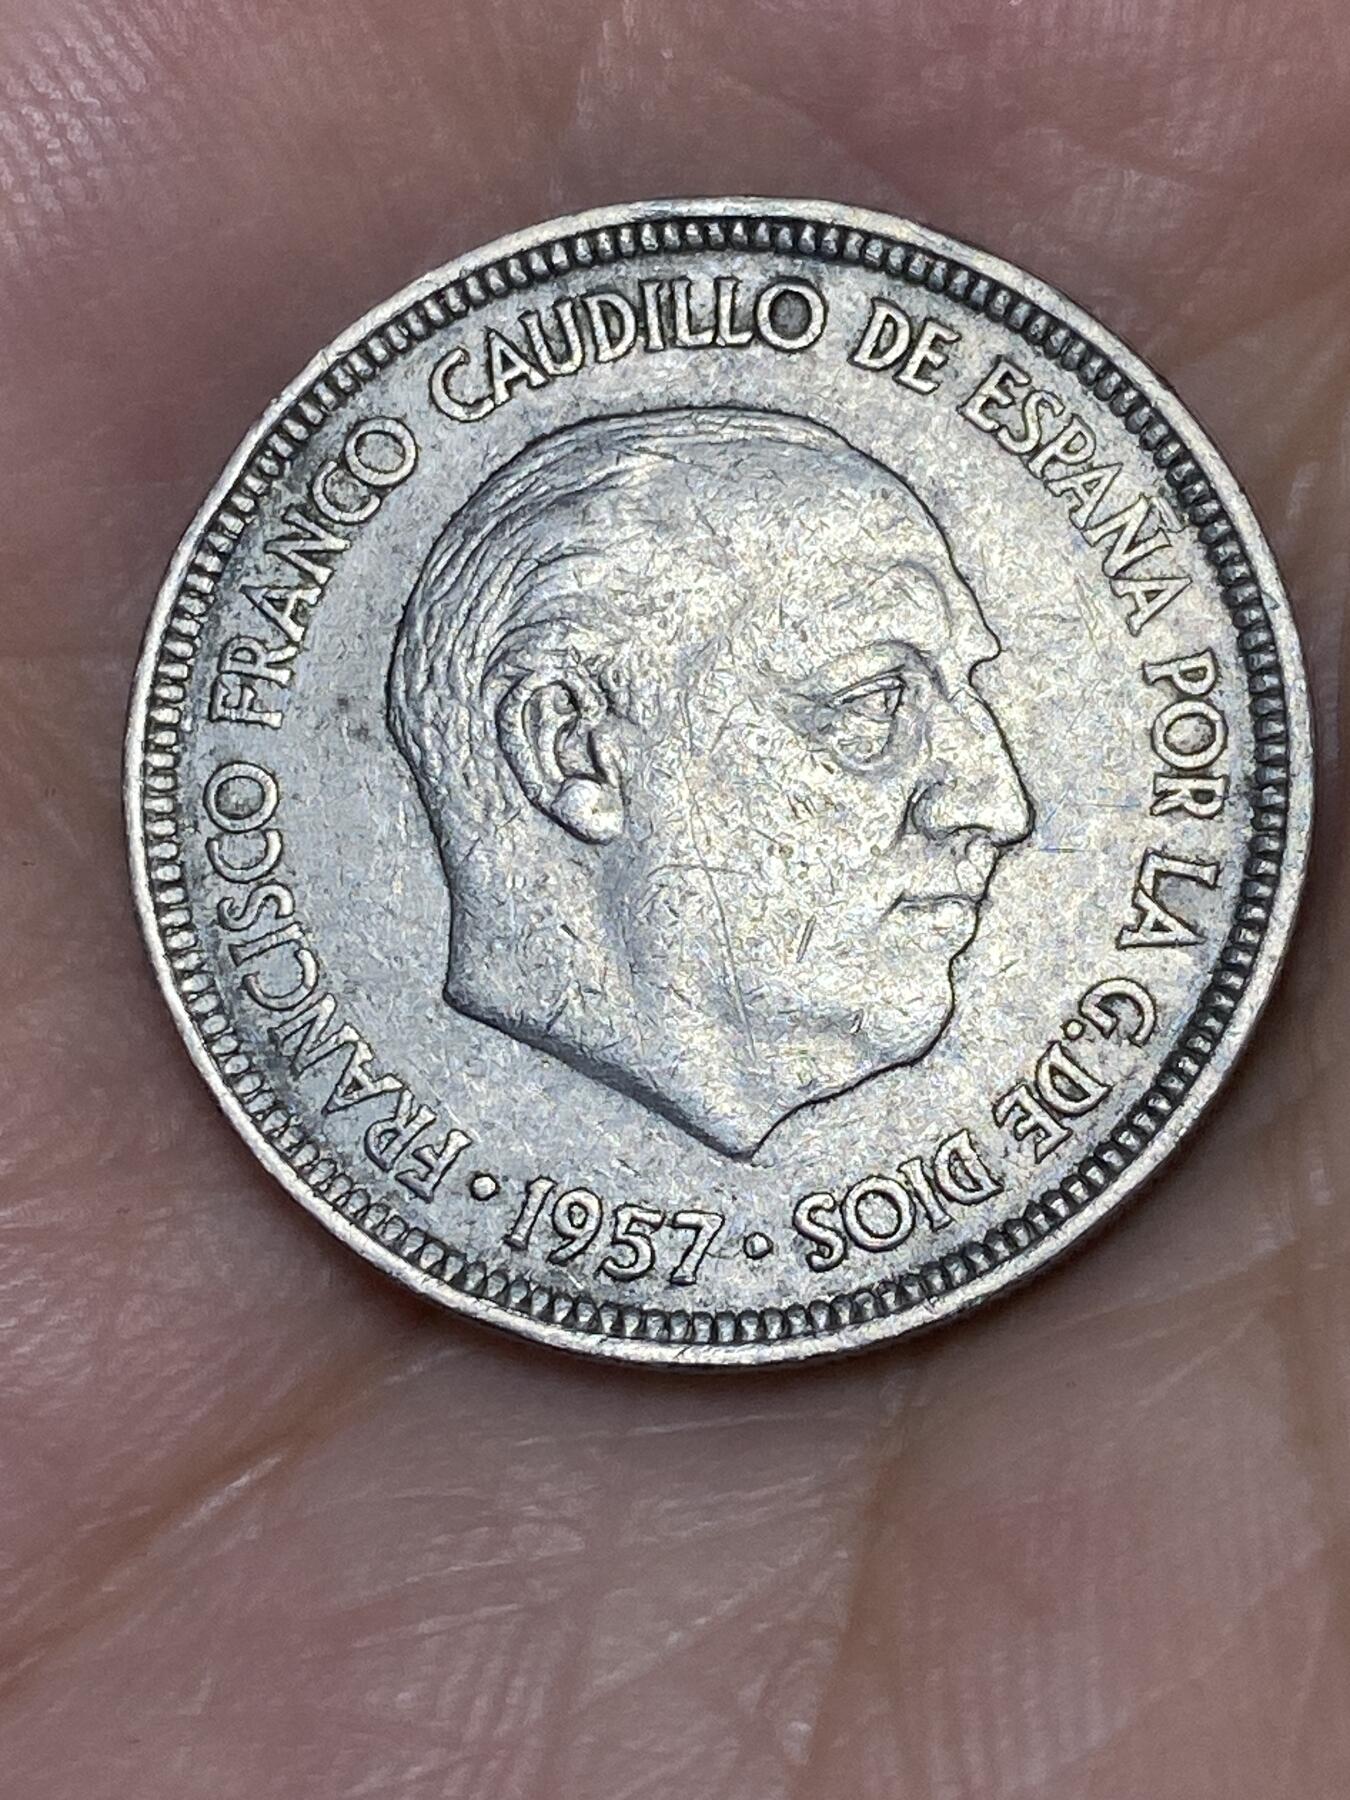 FRANCISCO FRANCO CAUDILLO DE ESPAÑA POR LA G. DE DIOS
• 1957 •